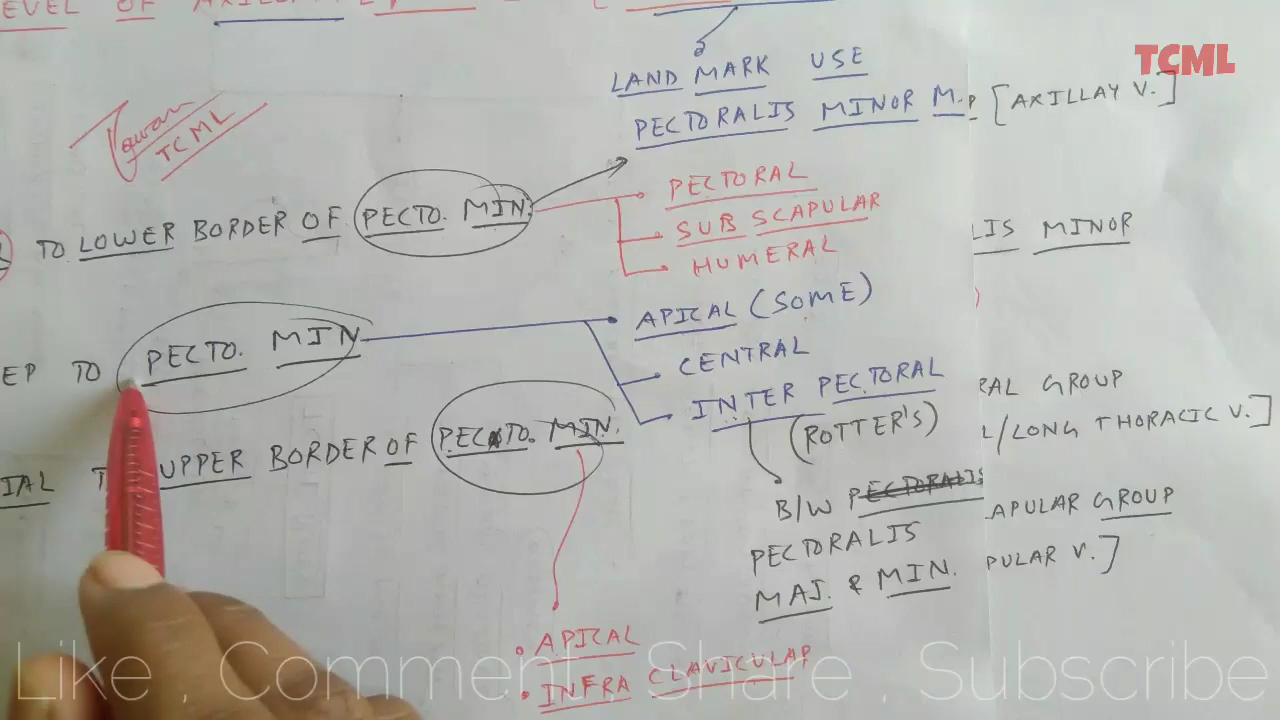 LEVEL OF
TCML
LAND MARK USE
PECTORALIS MINOR M. [AXILLAY V.]
TCML
TO LOWER BORDER OF PECTO. MIN.
PECTORAL
SUB SCAPULAR
HUMERAL
LIS MINOR
EP TO PECTO. MIN
APICAL (SOME)
CENTRAL
INTER PECTORAL
(ROTTER'S)
RAL GROUP
L/LONG THORACIC V.]
IAL T UPPER BORDER OF PECTO. MIN.
B/W PECTORALIS
PECTORALIS
MAJ. & MIN.
APULAR GROUP
PULAR V.]
• APICAL
• INFRA CLAVICULAR
Like , Comment , Share , Subscribe